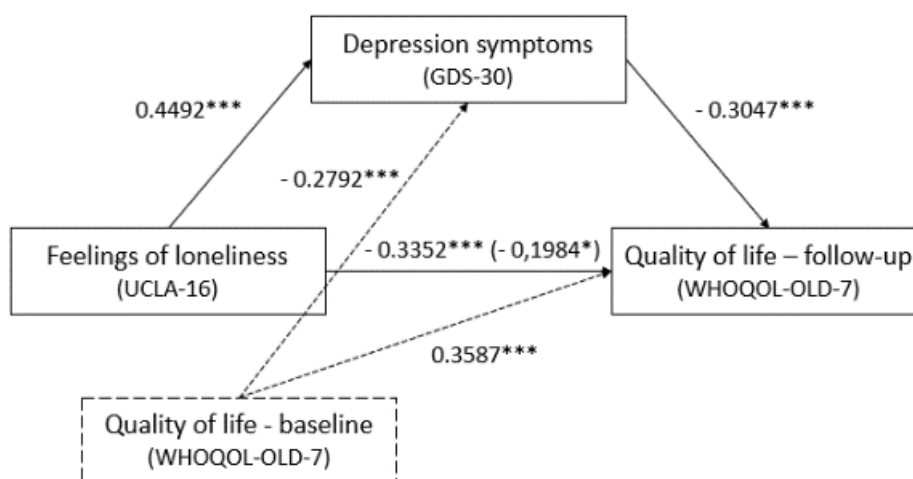 Depression symptoms
(GDS-30)
0.4492***
- 0.3047***
- 0.2792***
Feelings of loneliness
(UCLA-16)
- 0.3352*** (- 0,1984*)
Quality of life – follow-up
(WHOQOL-OLD-7)
0.3587***
Quality of life - baseline
(WHOQOL-OLD-7)